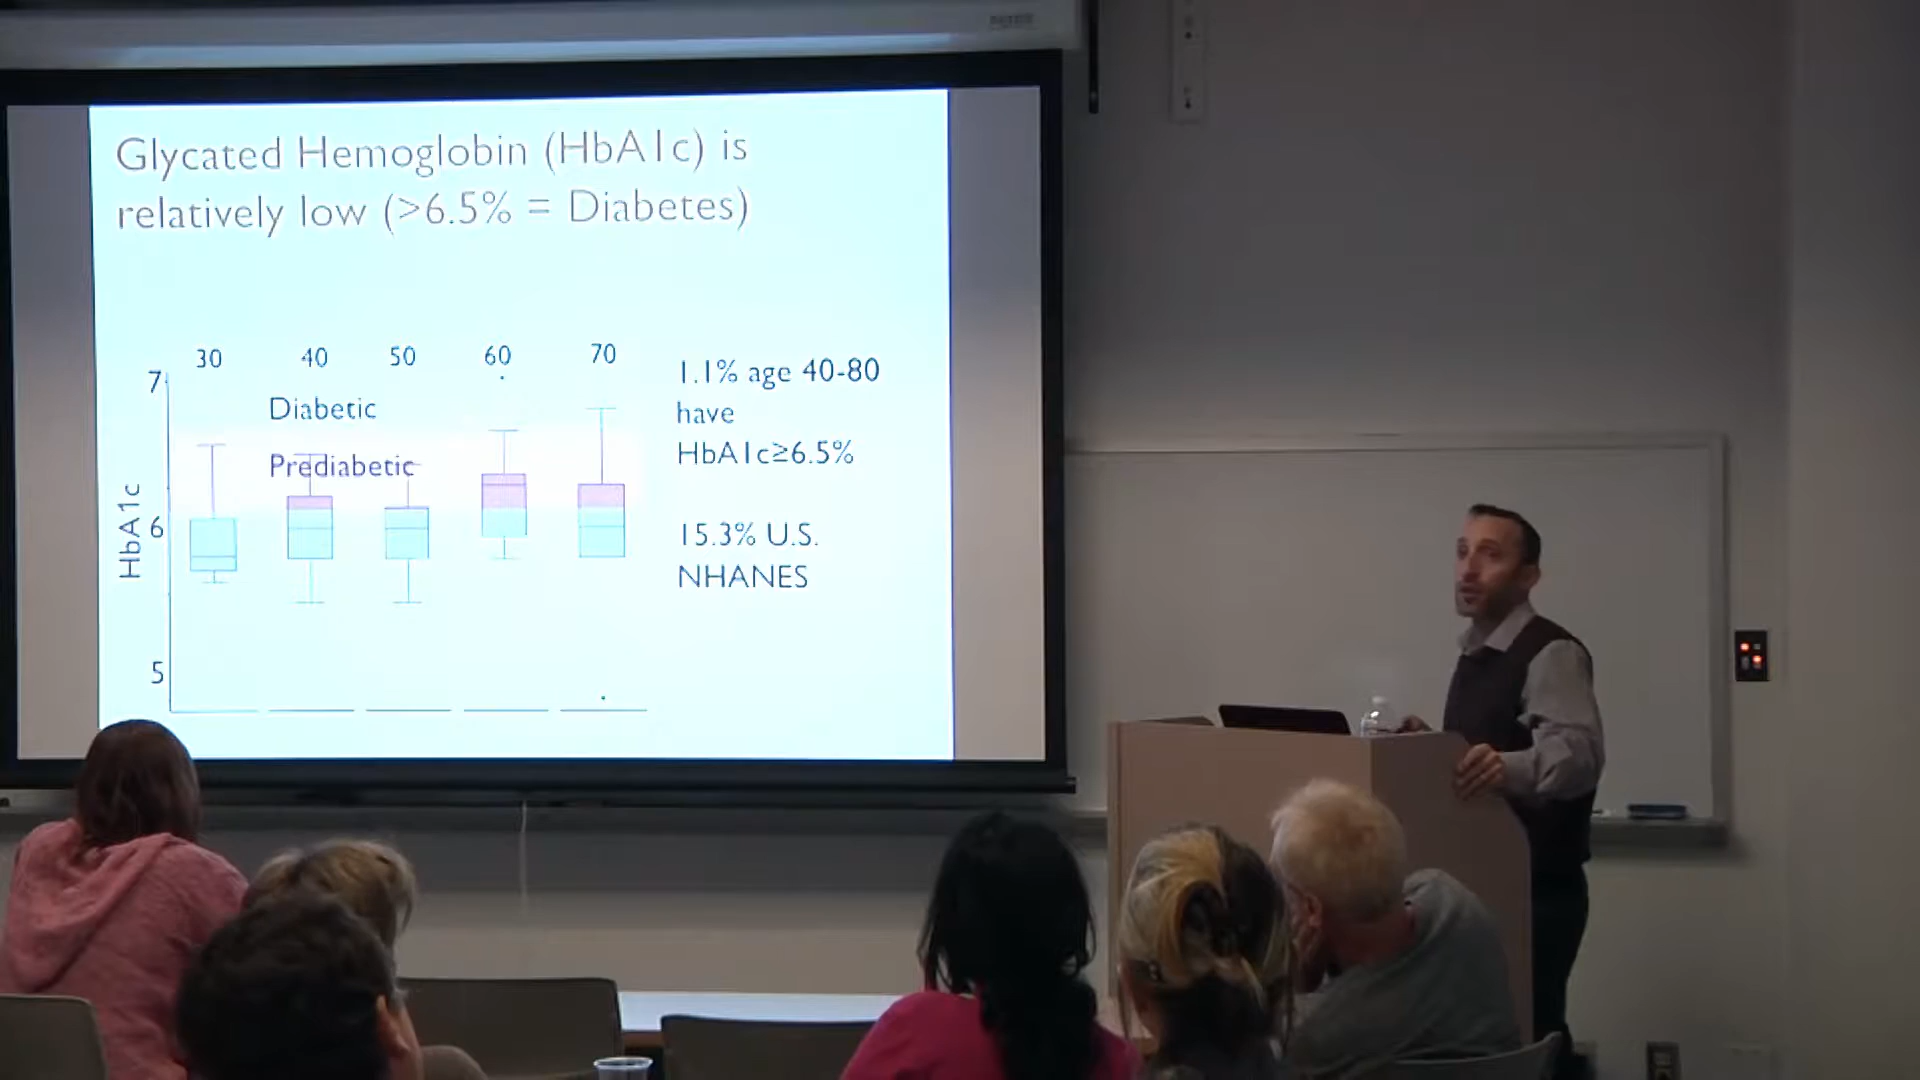 Glycated Hemoglobin (HbA1c) is
relatively low (>6.5% = Diabetes)
30 40 50 60 70
7
Diabetic
Prediabetic
HbA1c
6
5
1.1% age 40-80
have
HbA1c≥6.5%
15.3% U.S.
NHANES